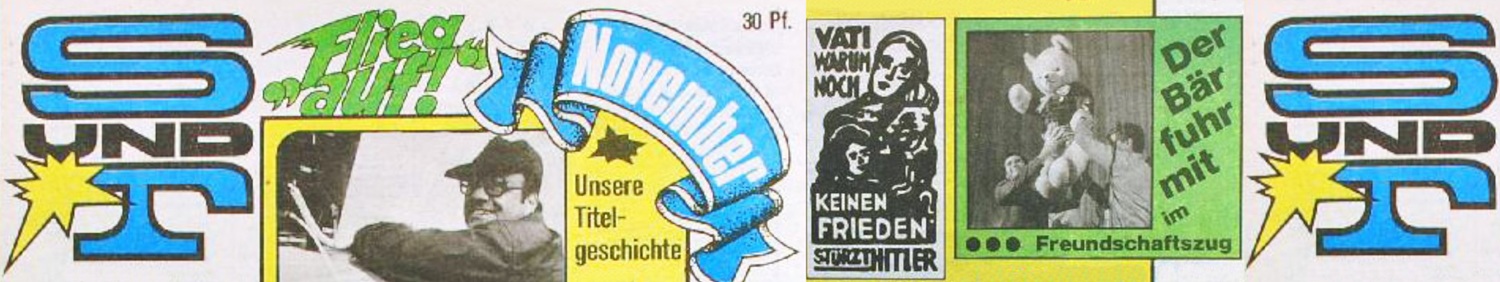 S
UND
T
„Flieg
auf!“
November
30 Pf.
Unsere
Titel-
geschichte
VATI
WARUM
NOCH
KEINEN
FRIEDEN
STÜRZT HITLER
Der
Bär
fuhr
mit
im
●●● Freundschaftszug
S
UND
T